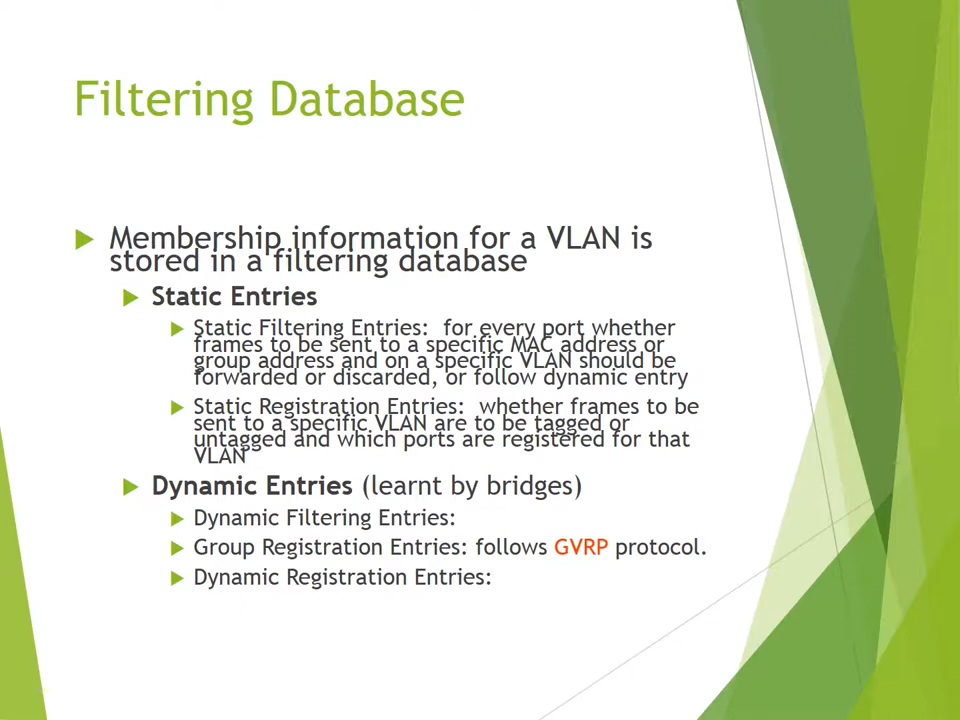 Filtering Database
Membership information for a VLAN is
stored in a filtering database
Static Entries
Static Filtering Entries:  for every port whether
frames to be sent to a specific MAC address or
group address and on a specific VLAN should be
forwarded or discarded, or follow dynamic entry
Static Registration Entries:  whether frames to be
sent to a specific VLAN are to be tagged or
untagged and which ports are registered for that
VLAN
Dynamic Entries (learnt by bridges)
Dynamic Filtering Entries:
Group Registration Entries: follows GVRP protocol.
Dynamic Registration Entries: